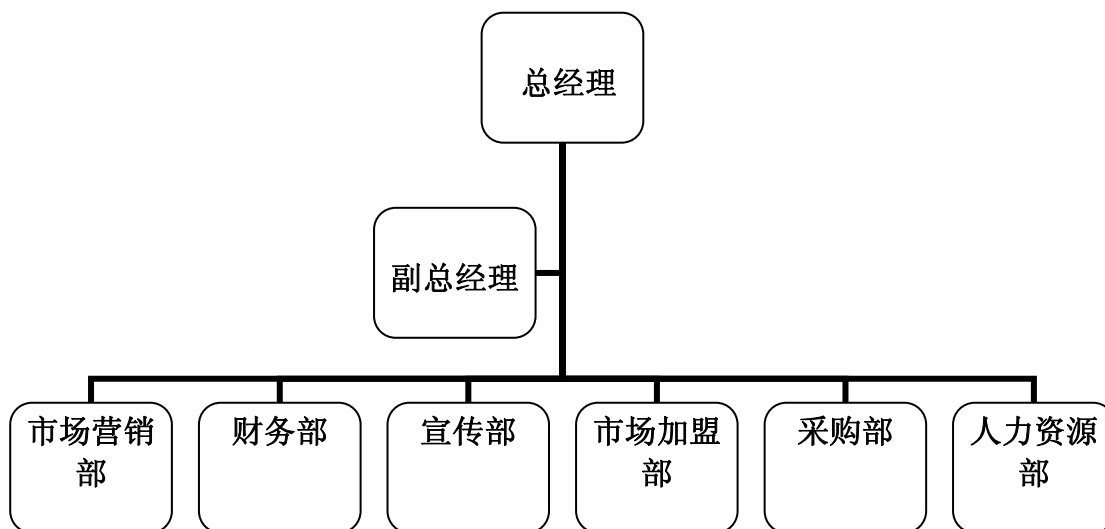 总经理
副总经理
市场营销
部
财务部
宣传部
市场加盟
部
采购部
人力资源
部